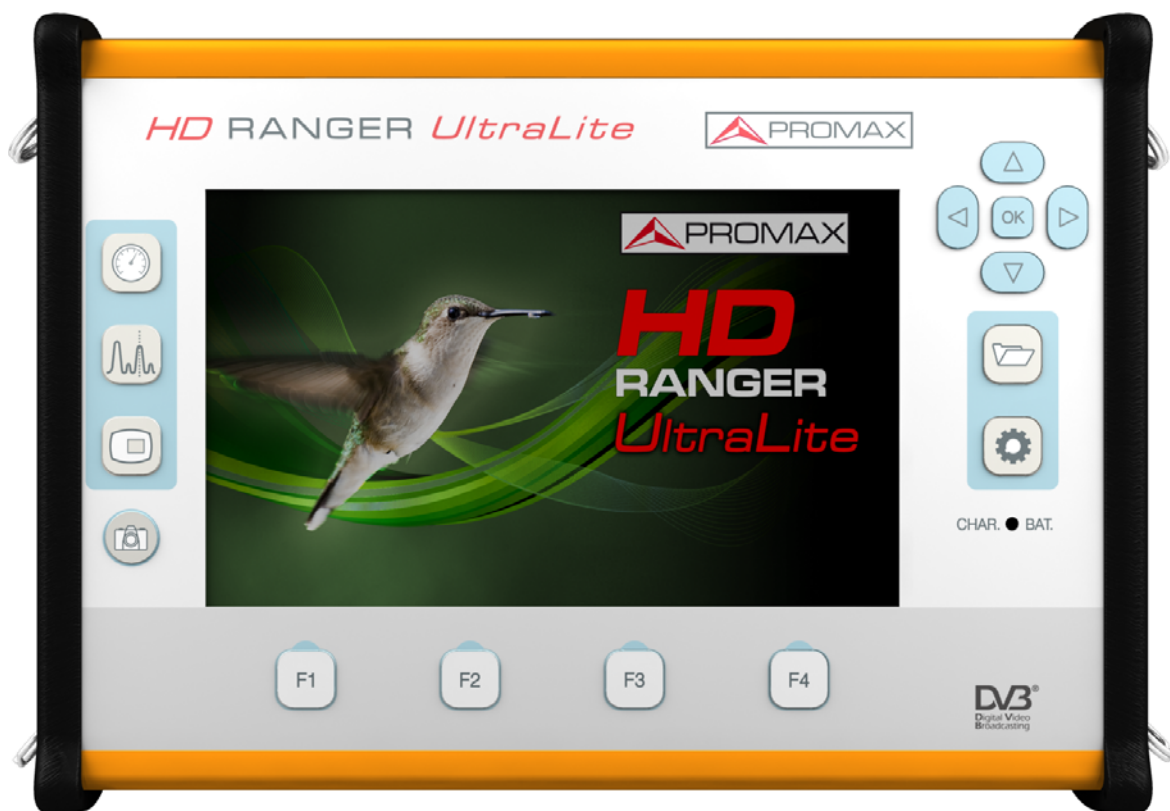 HD RANGER UltraLite
PROMAX
PROMAX
HD
RANGER
UltraLite
OK
CHAR. ● BAT.
F1
F2
F3
F4
DVB®
Digital Video
Broadcasting